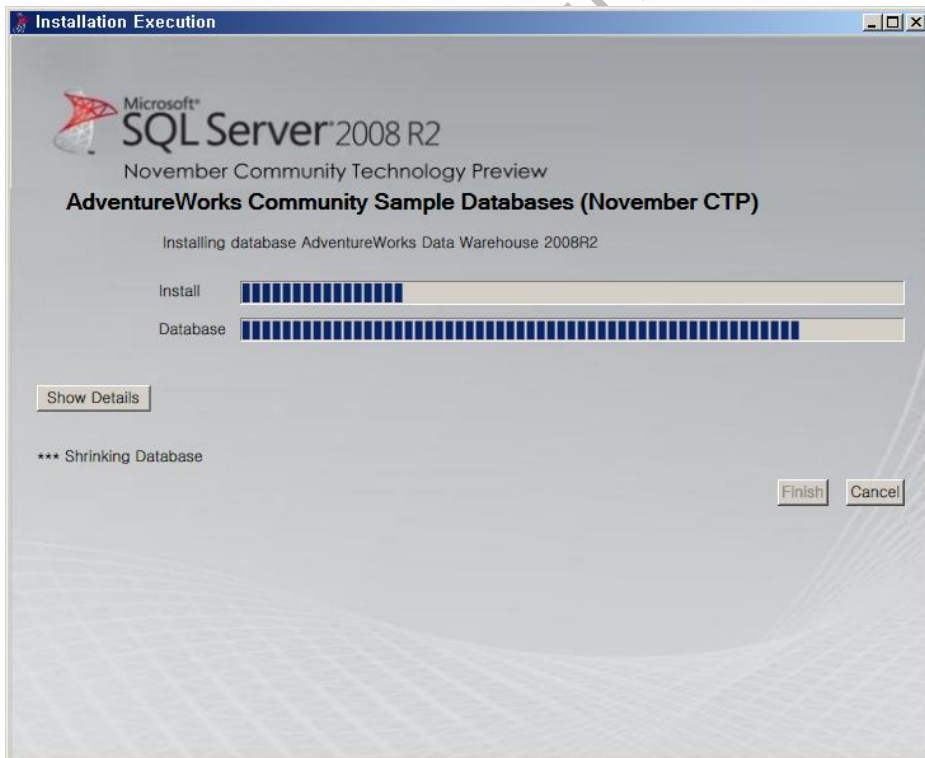 Installation Execution
Microsoft®
SQL Server® 2008 R2
November Community Technology Preview
AdventureWorks Community Sample Databases (November CTP)
Installing database AdventureWorks Data Warehouse 2008R2
Install
Database
Show Details
*** Shrinking Database
Finish
Cancel